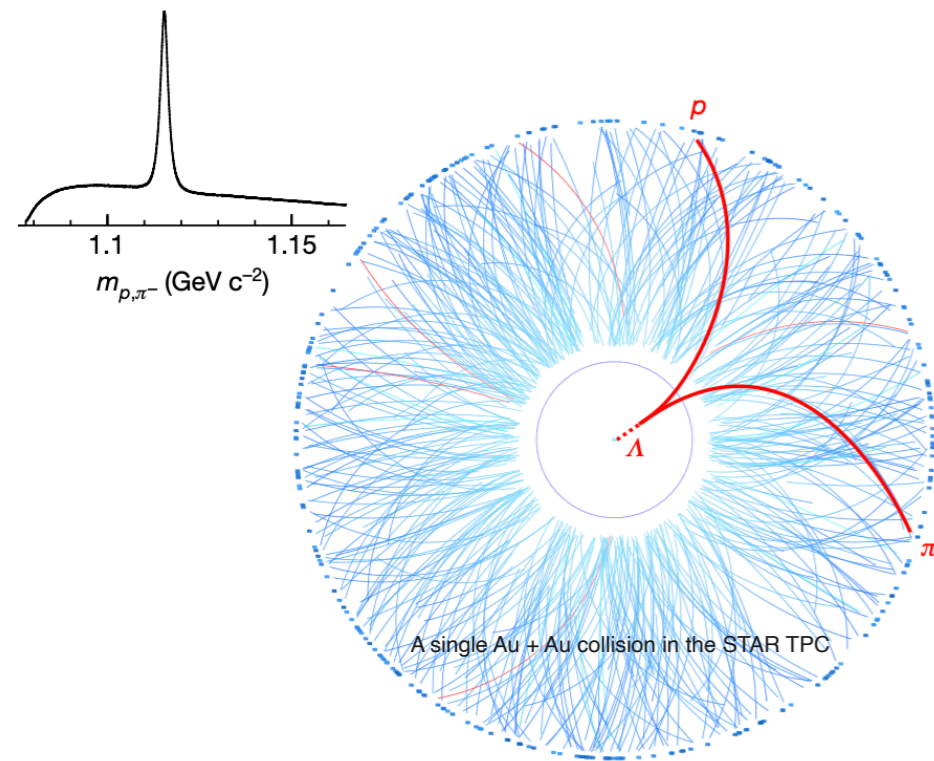 1.1 1.15
m_{p,π⁻} (GeV c⁻²)
p
Λ
π
A single Au + Au collision in the STAR TPC